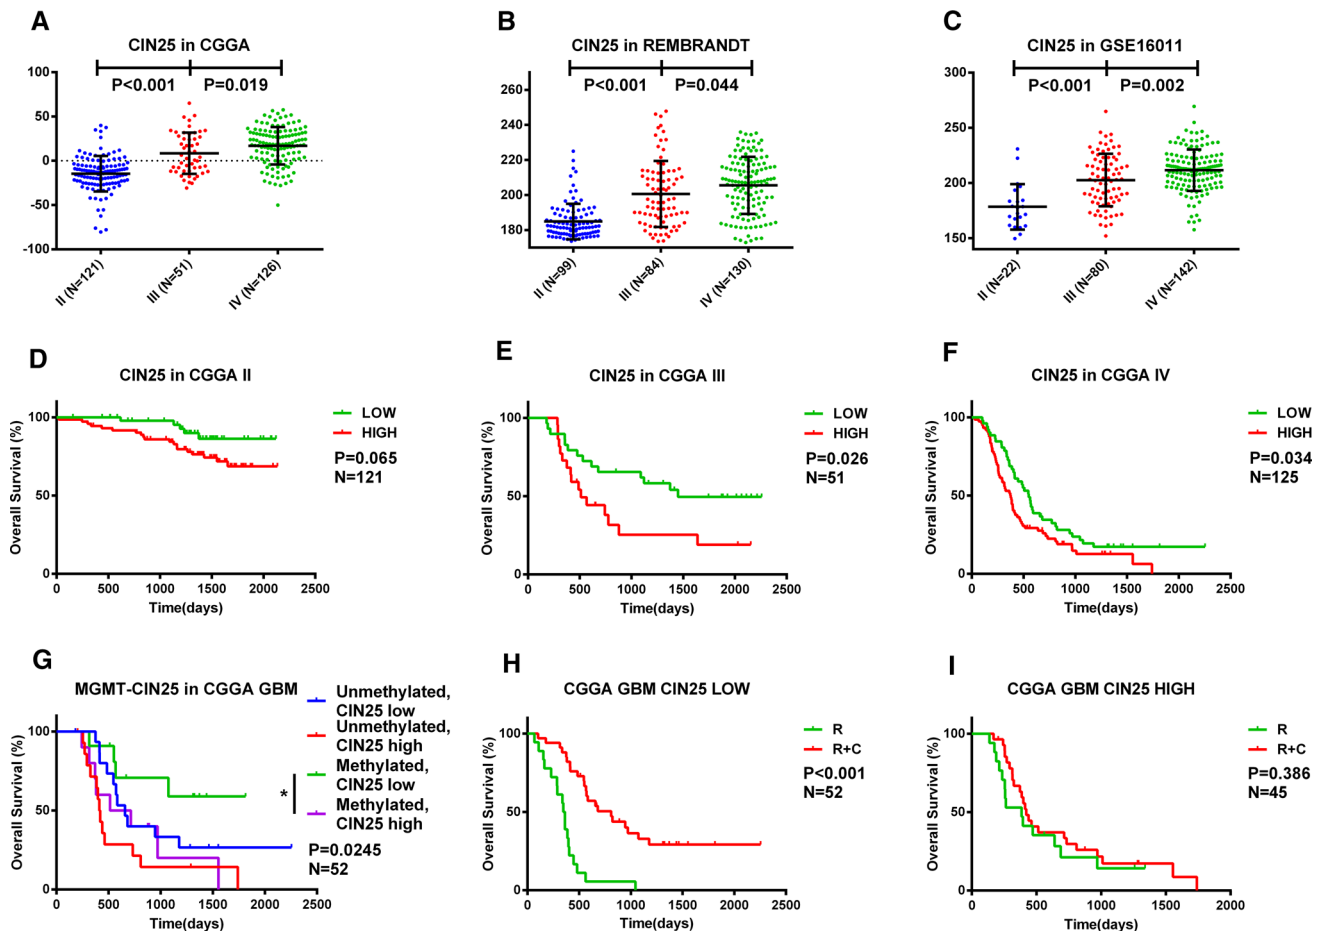 A
CIN25 in CGGA
P<0.001 P=0.019
100
50
0
-50
-100
II (N=121)
III (N=51)
IV (N=126)
B
CIN25 in REMBRANDT
P<0.001 P=0.044
260
240
220
200
180
II (N=99)
III (N=84)
IV (N=130)
C
CIN25 in GSE16011
P<0.001 P=0.002
300
250
200
150
II (N=22)
III (N=80)
IV (N=142)
D
CIN25 in CGGA II
Overall Survival (%)
100
50
0
0 500 1000 1500 2000 2500
Time(days)
LOW
HIGH
P=0.065
N=121
E
CIN25 in CGGA III
Overall Survival (%)
100
50
0
0 500 1000 1500 2000 2500
Time(days)
LOW
HIGH
P=0.026
N=51
F
CIN25 in CGGA IV
Overall Survival (%)
100
50
0
0 500 1000 1500 2000 2500
Time(days)
LOW
HIGH
P=0.034
N=125
G
MGMT-CIN25 in CGGA GBM
Overall Survival (%)
100
50
0
0 500 1000 1500 2000 2500
Time(days)
Unmethylated,
CIN25 low
Unmethylated,
CIN25 high
Methylated,
CIN25 low
Methylated,
CIN25 high
*
P=0.0245
N=52
H
CGGA GBM CIN25 LOW
Overall Survival (%)
100
50
0
0 500 1000 1500 2000 2500
Time(days)
R
R+C
P<0.001
N=52
I
CGGA GBM CIN25 HIGH
Overall Survival (%)
100
50
0
0 500 1000 1500 2000
Time(days)
R
R+C
P=0.386
N=45